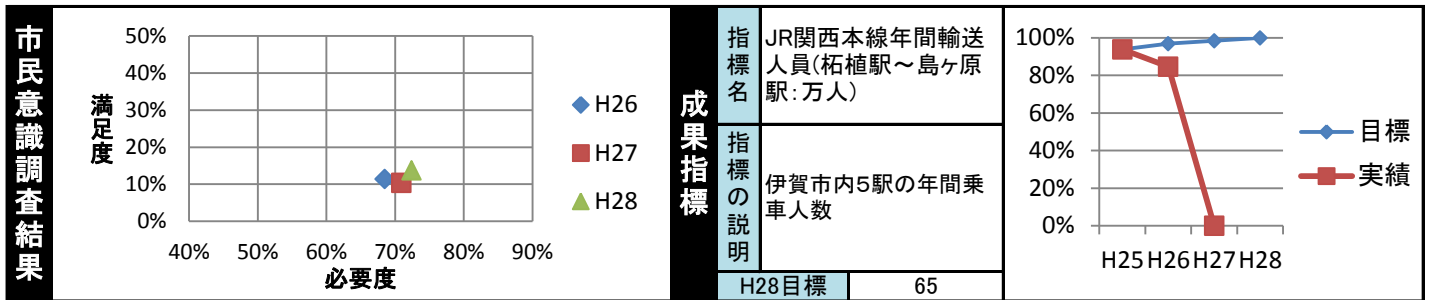 市民意識調査結果
50%
40%
30%
20%
10%
0%
満足度
40% 50% 60% 70% 80% 90%
必要度
H26
H27
H28
成果指標
指標名
JR関西本線年間輸送
人員(柘植駅～島ヶ原
駅:万人)
指標の説明
伊賀市内5駅の年間乗
車人数
H28目標 65
100%
80%
60%
40%
20%
0%
H25 H26 H27 H28
目標
実績